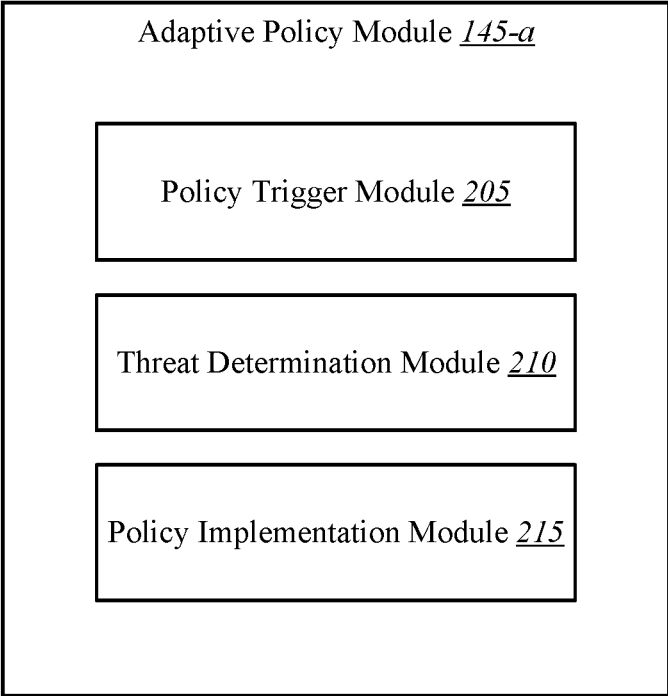 Adaptive Policy Module 145-a
Policy Trigger Module 205
Threat Determination Module 210
Policy Implementation Module 215